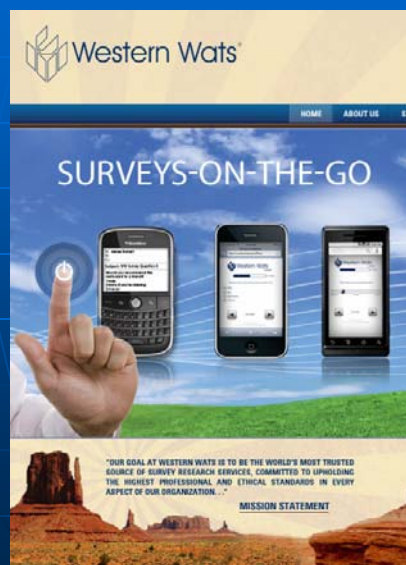 Western Wats®
HOME ABOUT US S
SURVEYS-ON-THE-GO
"OUR GOAL AT WESTERN WATS IS TO BE THE WORLD'S MOST TRUSTED
SOURCE OF SURVEY RESEARCH SERVICES, COMMITTED TO UPHOLDING
THE HIGHEST PROFESSIONAL AND ETHICAL STANDARDS IN EVERY
ASPECT OF OUR ORGANIZATION. . ."
MISSION STATEMENT